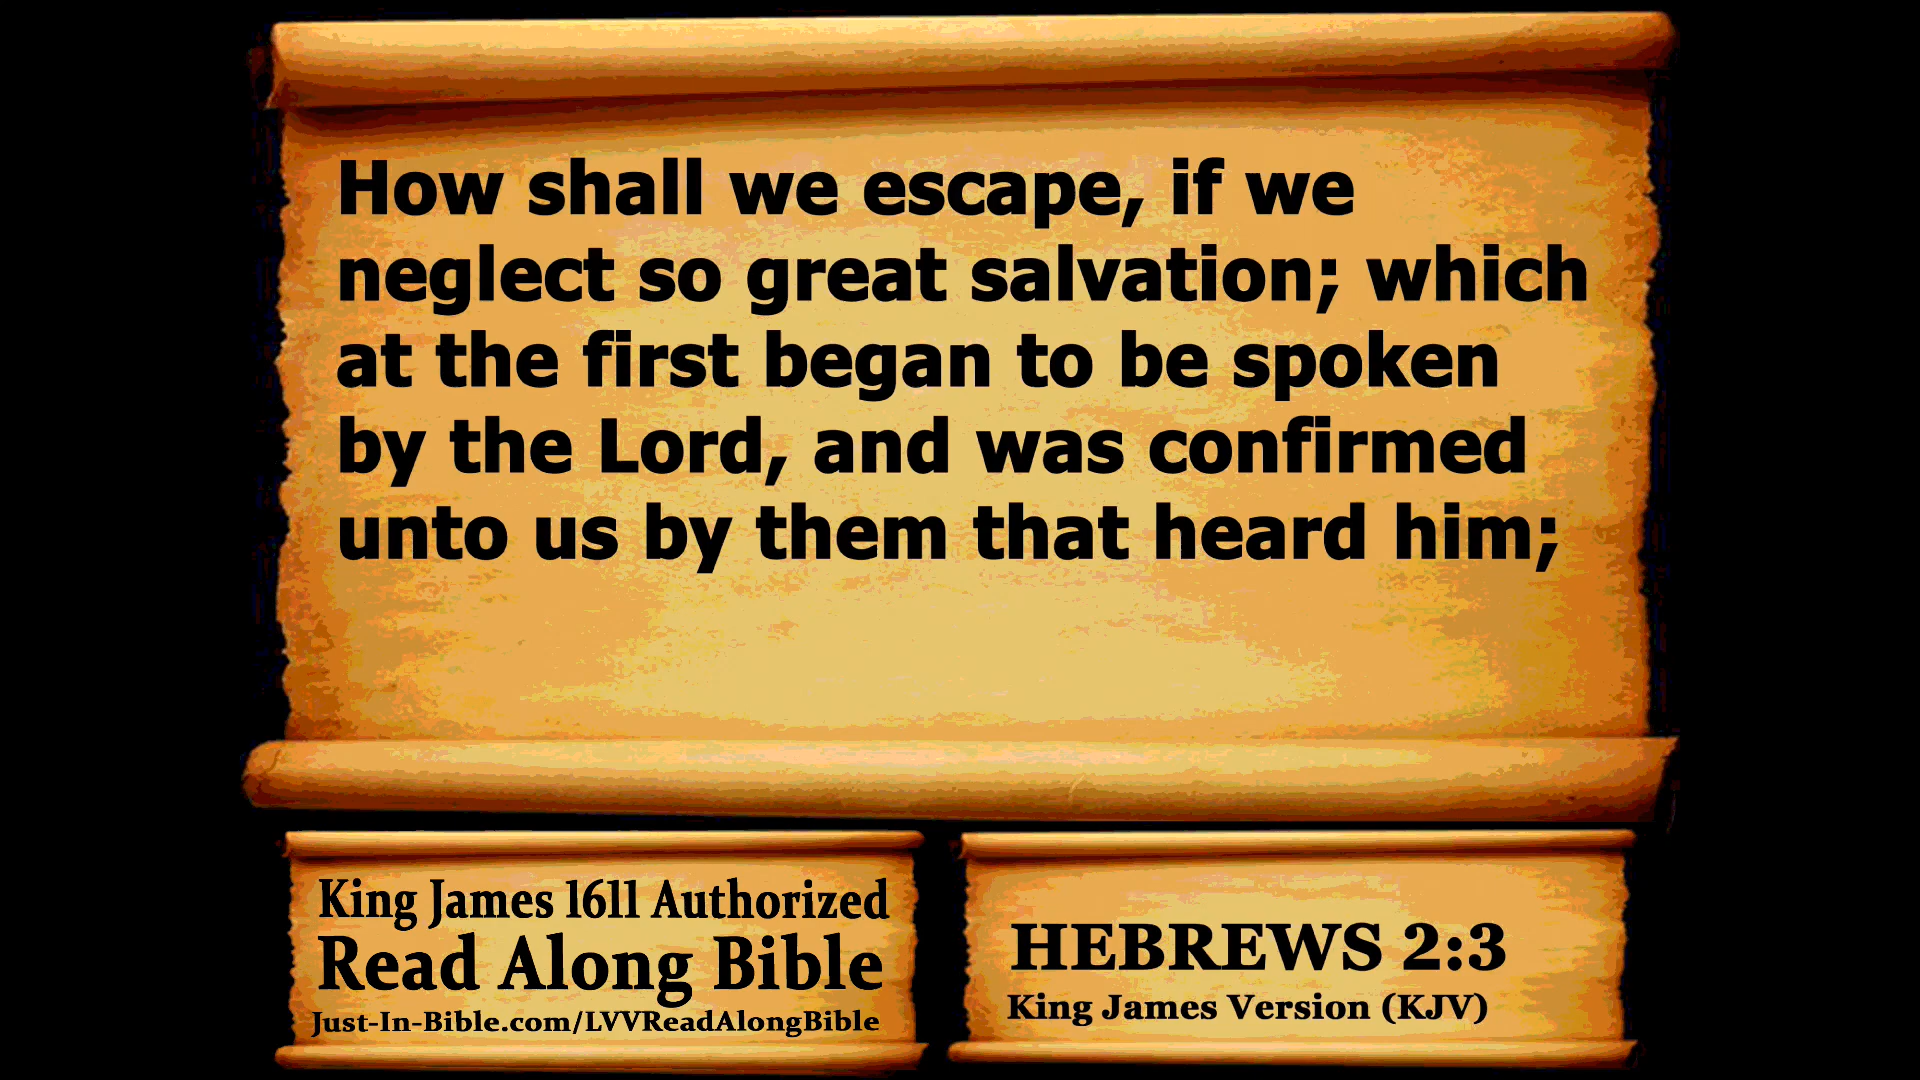 How shall we escape, if we
neglect so great salvation; which
at the first began to be spoken
by the Lord, and was confirmed
unto us by them that heard him;
King James 1611 Authorized
Read Along Bible
Just-In-Bible.com/LVVReadAlongBible
HEBREWS 2:3
King James Version (KJV)